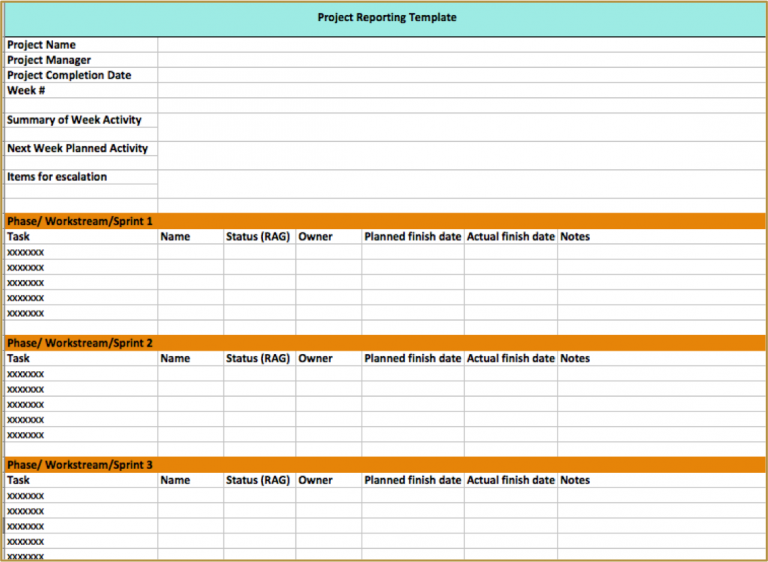 Project Reporting Template
Project Name
Project Manager
Project Completion Date
Week #
Summary of Week Activity
Next Week Planned Activity
Items for escalation
Phase/ Workstream/Sprint 1
Task Name Status (RAG) Owner Planned finish date Actual finish date Notes
xxxxxxx
xxxxxxx
xxxxxxx
xxxxxxx
xxxxxxx
Phase/ Workstream/Sprint 2
Task Name Status (RAG) Owner Planned finish date Actual finish date Notes
xxxxxxx
xxxxxxx
xxxxxxx
xxxxxxx
xxxxxxx
Phase/ Workstream/Sprint 3
Task Name Status (RAG) Owner Planned finish date Actual finish date Notes
xxxxxxx
xxxxxxx
xxxxxxx
xxxxxxx
xxxxxxx